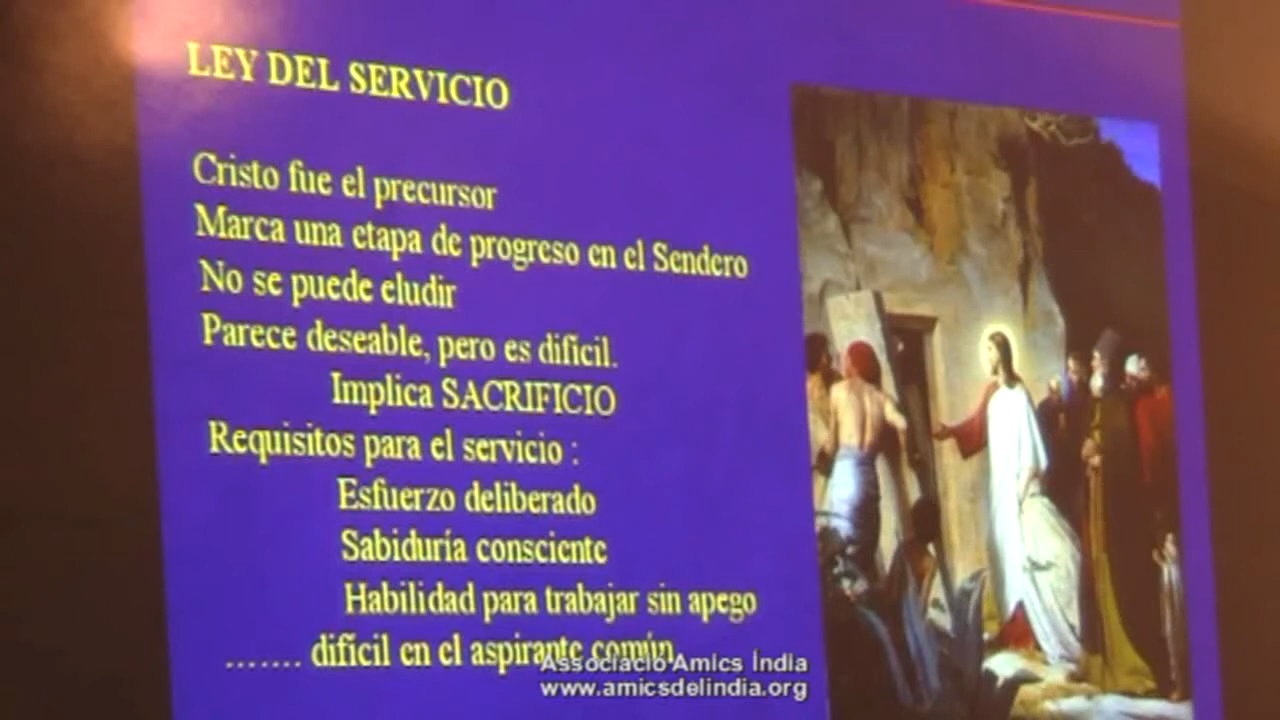 LEY DEL SERVICIO
Cristo fue el precursor
Marca una etapa de progreso en el Sendero
No se puede eludir
Parece deseable, pero es difícil.
Implica SACRIFICIO
Requisitos para el servicio :
Esfuerzo deliberado
Sabiduría consciente
Habilidad para trabajar sin apego
....... difícil en el aspirante común.
Associació Amics Índia
www.amicsdelindia.org